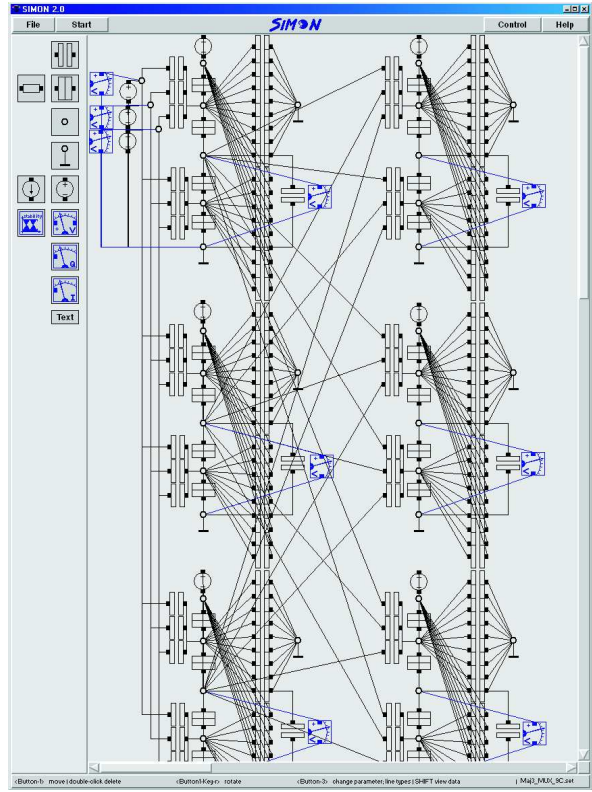 SIMON 2.0
File Start SIMON Control Help
stability
V
Q
I
Text
<Button-1> move | double-click delete <Button1-Key-r> rotate <Button-3> change parameter; line types | SHIFT view data | Maj3_MUX_9C.set